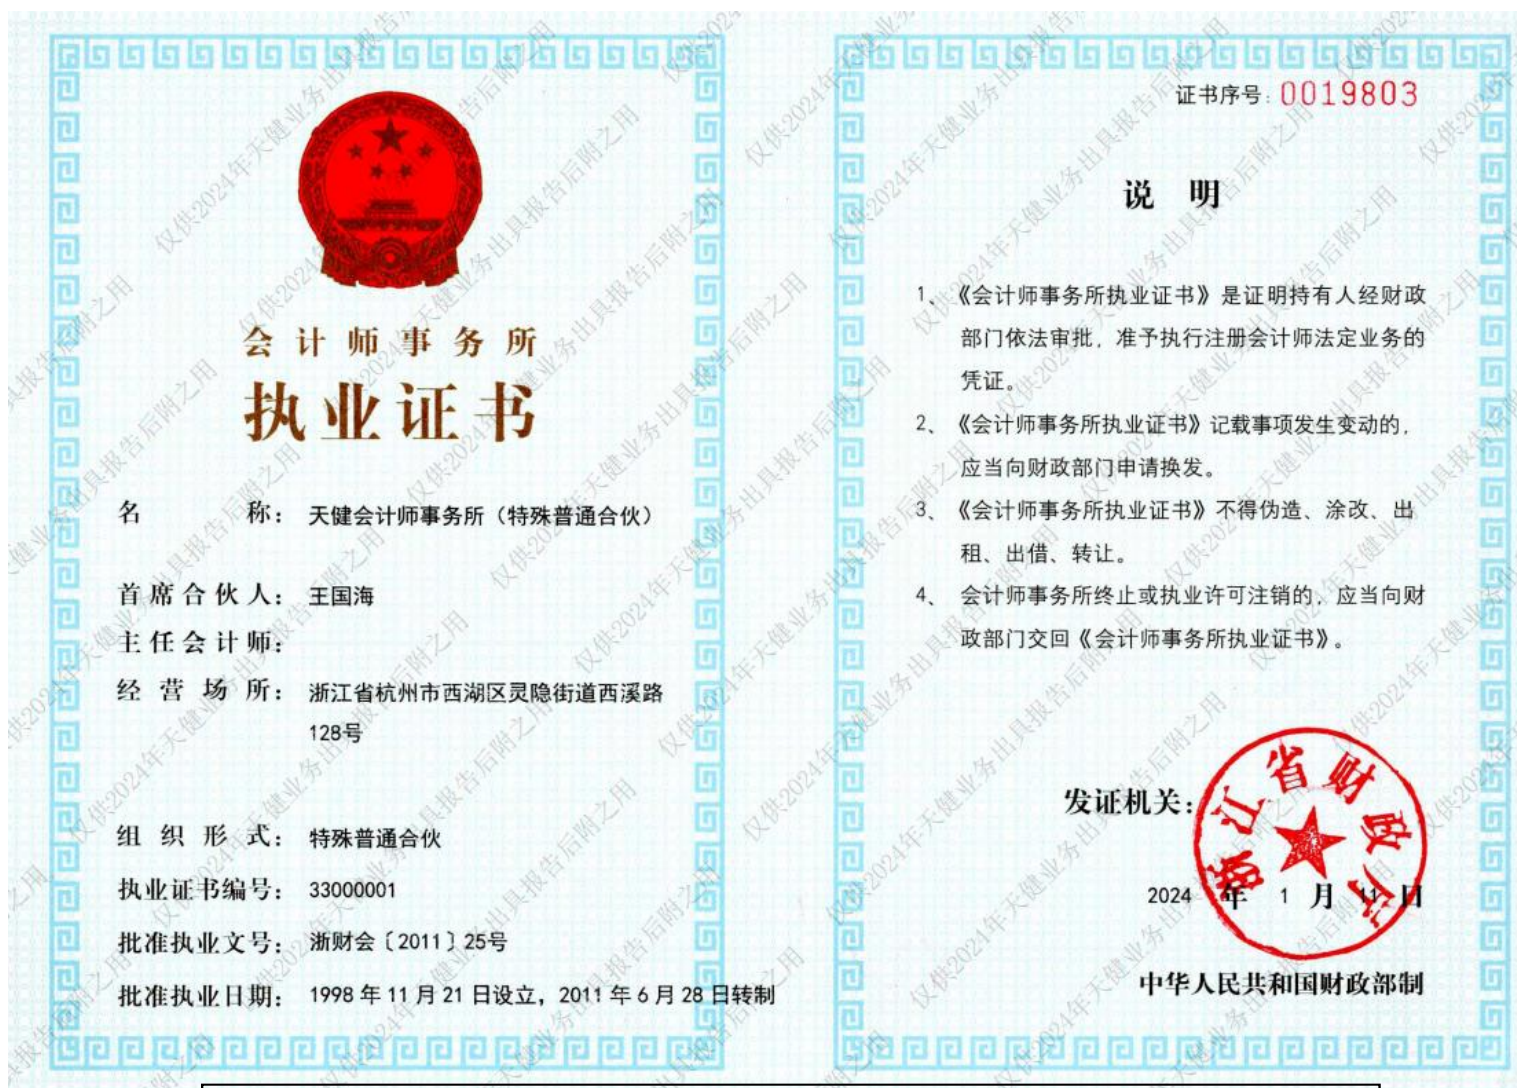 会计师事务所
执业证书
名 称: 天健会计师事务所（特殊普通合伙）
首席合伙人: 王国海
主任会计师:
经营场所: 浙江省杭州市西湖区灵隐街道西溪路
128号
组织形式: 特殊普通合伙
执业证书编号: 33000001
批准执业文号: 浙财会〔2011〕25号
批准执业日期: 1998年11月21日设立，2011年6月28日转制
证书序号: 0019803
说 明
1、《会计师事务所执业证书》是证明持有人经财政
部门依法审批，准予执行注册会计师法定业务的
凭证。
2、《会计师事务所执业证书》记载事项发生变动的，
应当向财政部门申请换发。
3、《会计师事务所执业证书》不得伪造、涂改、出
租、出借、转让。
4、会计师事务所终止或执业许可注销的，应当向财
政部门交回《会计师事务所执业证书》。
发证机关:
浙江省财政厅
2024 年 1 月 11 日
中华人民共和国财政部制
仅供2024年天健业务出具报告后附之用